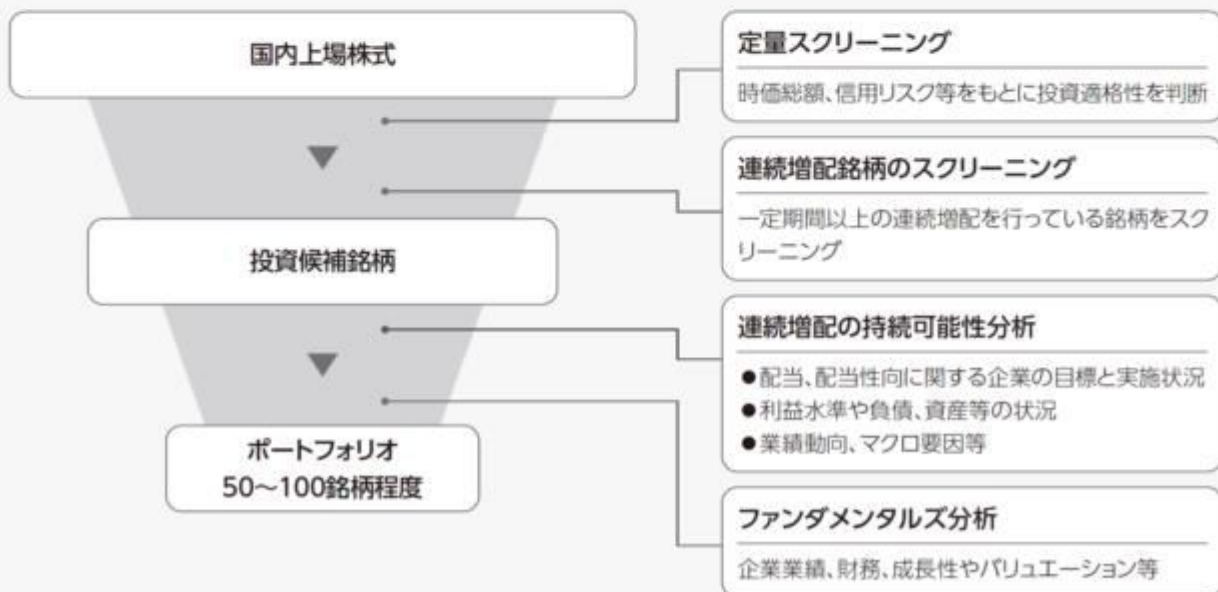 国内上場株式
定量スクリーニング
時価総額、信用リスク等をもとに投資適格性を判断
連続増配銘柄のスクリーニング
一定期間以上の連続増配を行っている銘柄をスク
リーニング
投資候補銘柄
連続増配の持続可能性分析
●配当、配当性向に関する企業の目標と実施状況
●利益水準や負債、資産等の状況
●業績動向、マクロ要因等
ポートフォリオ
50～100銘柄程度
ファンダメンタルズ分析
企業業績、財務、成長性やバリュエーション等